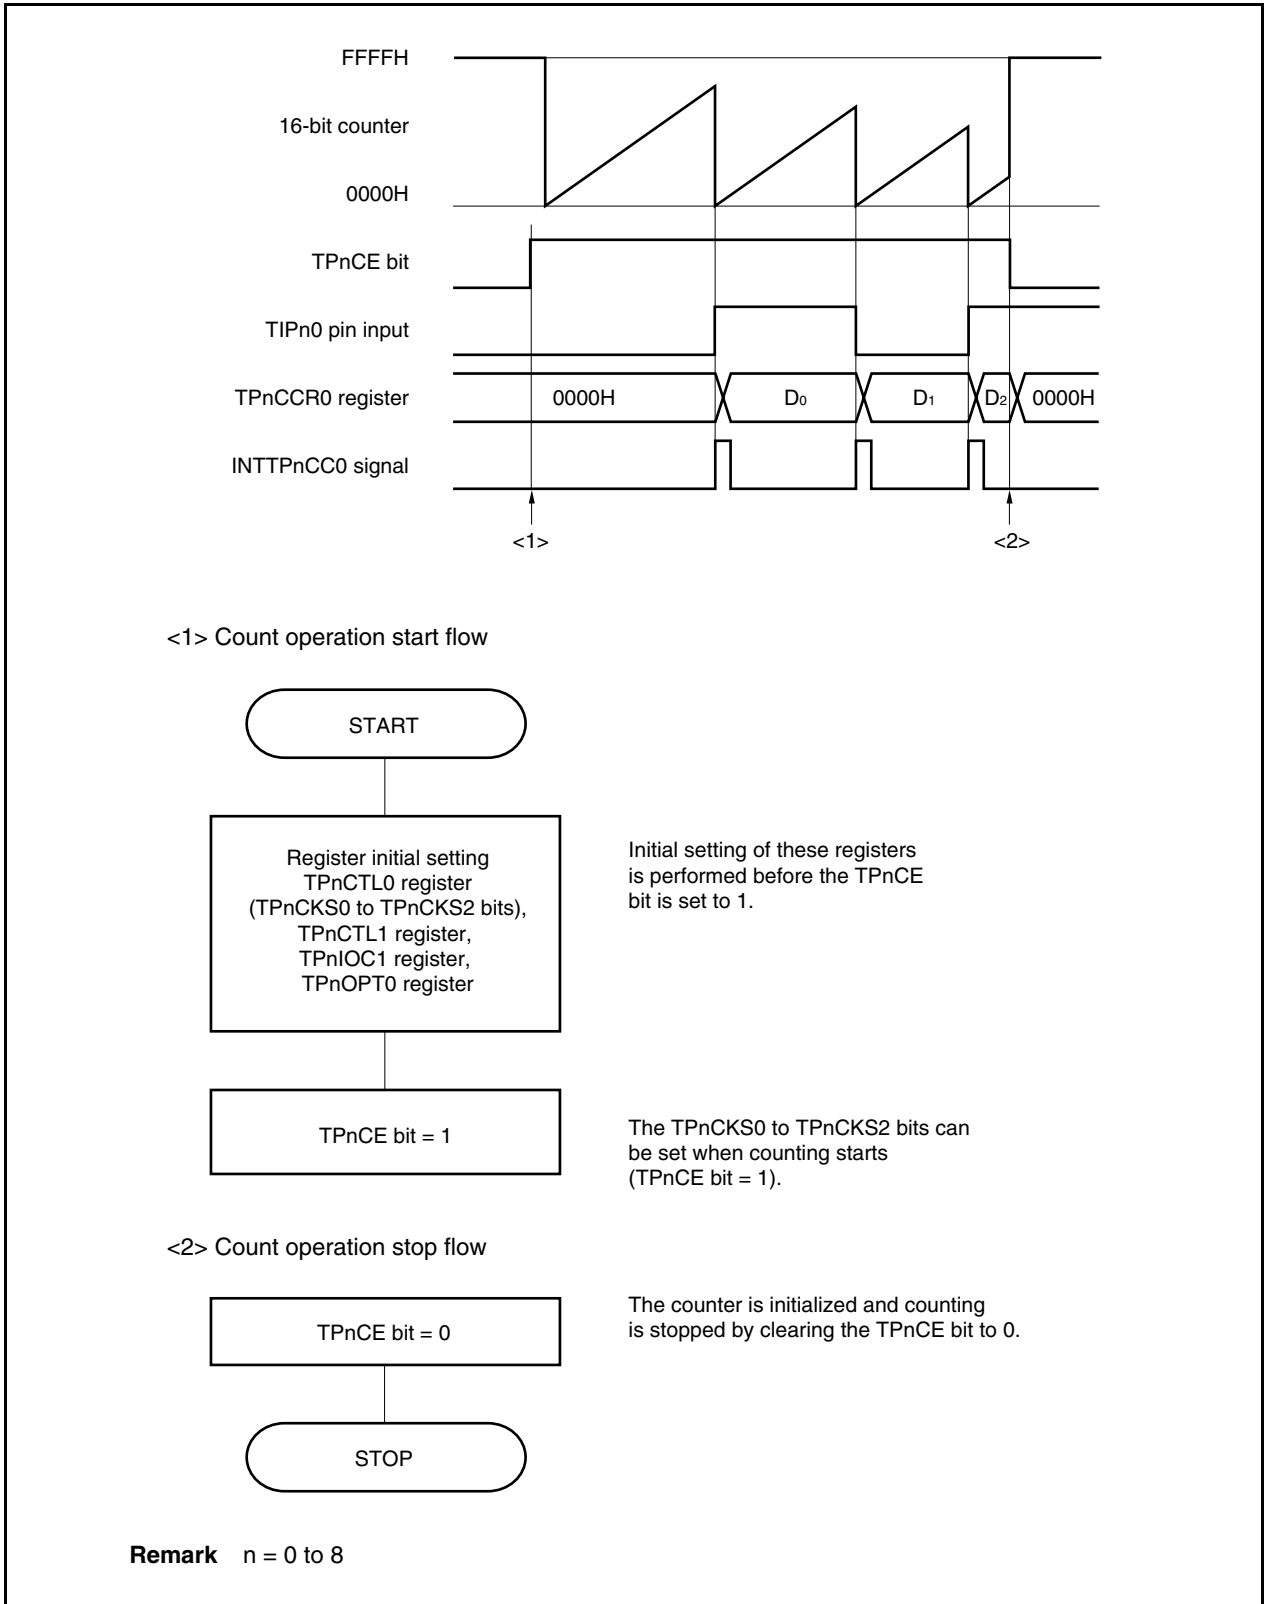 FFFFH
16-bit counter
0000H
TPnCE bit
TIPn0 pin input
TPnCCR0 register
0000H D0 D1 D2 0000H
INTTPnCC0 signal
<1> <2>
<1> Count operation start flow
START
Register initial setting
TPnCTL0 register
(TPnCKS0 to TPnCKS2 bits),
TPnCTL1 register,
TPnIOC1 register,
TPnOPT0 register
Initial setting of these registers
is performed before the TPnCE
bit is set to 1.
TPnCE bit = 1
The TPnCKS0 to TPnCKS2 bits can
be set when counting starts
(TPnCE bit = 1).
<2> Count operation stop flow
TPnCE bit = 0
The counter is initialized and counting
is stopped by clearing the TPnCE bit to 0.
STOP
Remark n = 0 to 8